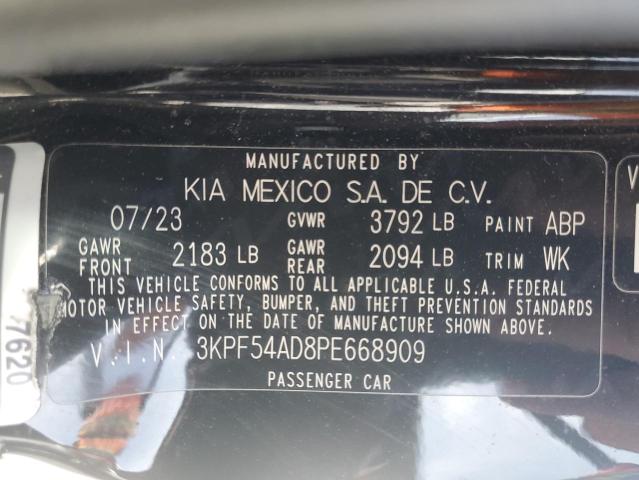 MANUFACTURED BY
KIA MEXICO S.A. DE C.V.
07/23 GVWR 3792 LB PAINT ABP
GAWR FRONT 2183 LB GAWR REAR 2094 LB TRIM WK
THIS VEHICLE CONFORMS TO ALL APPLICABLE U.S.A. FEDERAL
MOTOR VEHICLE SAFETY, BUMPER, AND THEFT PREVENTION STANDARDS
IN EFFECT ON THE DATE OF MANUFACTURE SHOWN ABOVE.
V.I.N. 3KPF54AD8PE668909
PASSENGER CAR
7620
V